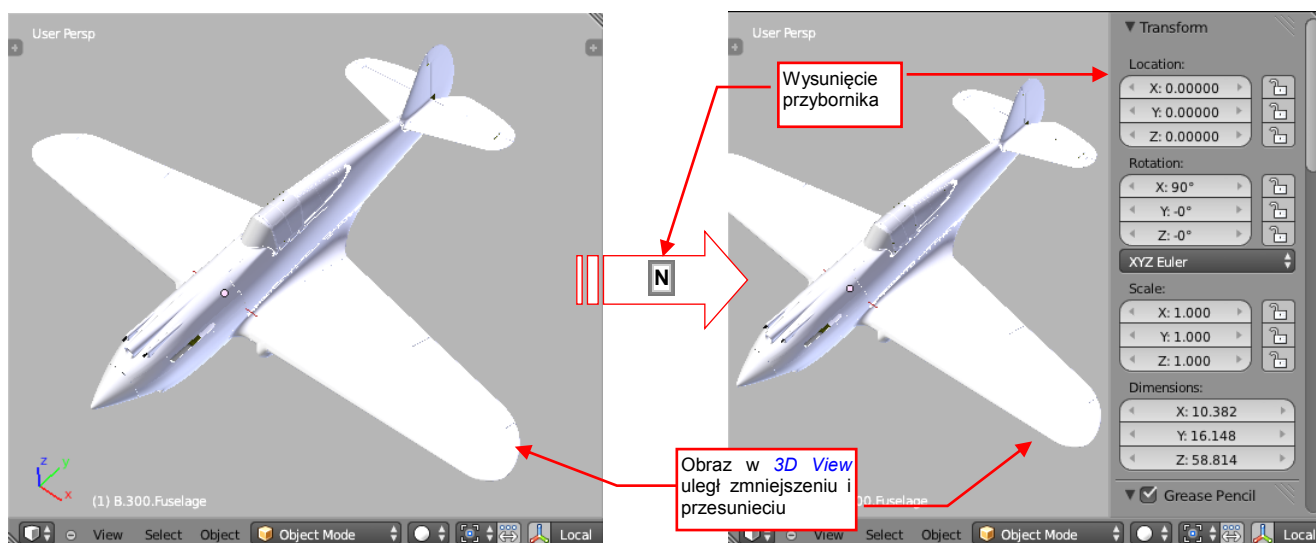 User Persp
z
y
x
(1) B.300.Fuselage
View Select Object Object Mode Local
Wysunięcie
przybornika
N
Obraz w 3D View
uległ zmniejszeniu i
przesunieciu
User Persp
00.Fuselage
View Select Object Object Mode Local
Transform
Location:
X: 0.00000
Y: 0.00000
Z: 0.00000
Rotation:
X: 90°
Y: -0°
Z: -0°
XYZ Euler
Scale:
X: 1.000
Y: 1.000
Z: 1.000
Dimensions:
X: 10.382
Y: 16.148
Z: 58.814
Grease Pencil